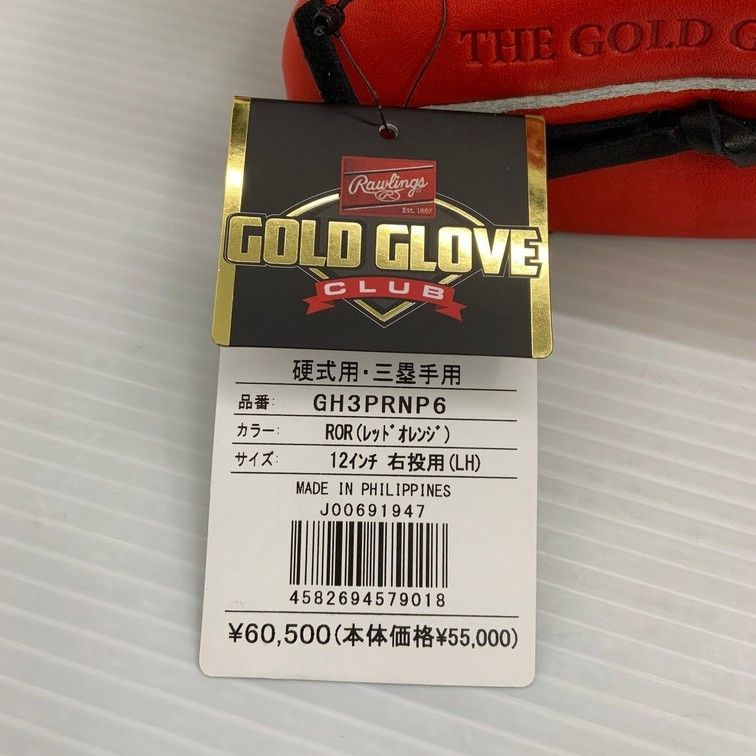 THE GOLD G
Rawlings
R
Est. 1887
GOLD GLOVE
CLUB
硬式用・三塁手用
品番: GH3PRNP6
カラー: ROR(ﾚｯﾄﾞｵﾚﾝｼﾞ)
サイズ: 12インチ 右投用(LH)
MADE IN PHILIPPINES
J00691947
4582694579018
¥60,500(本体価格¥55,000)